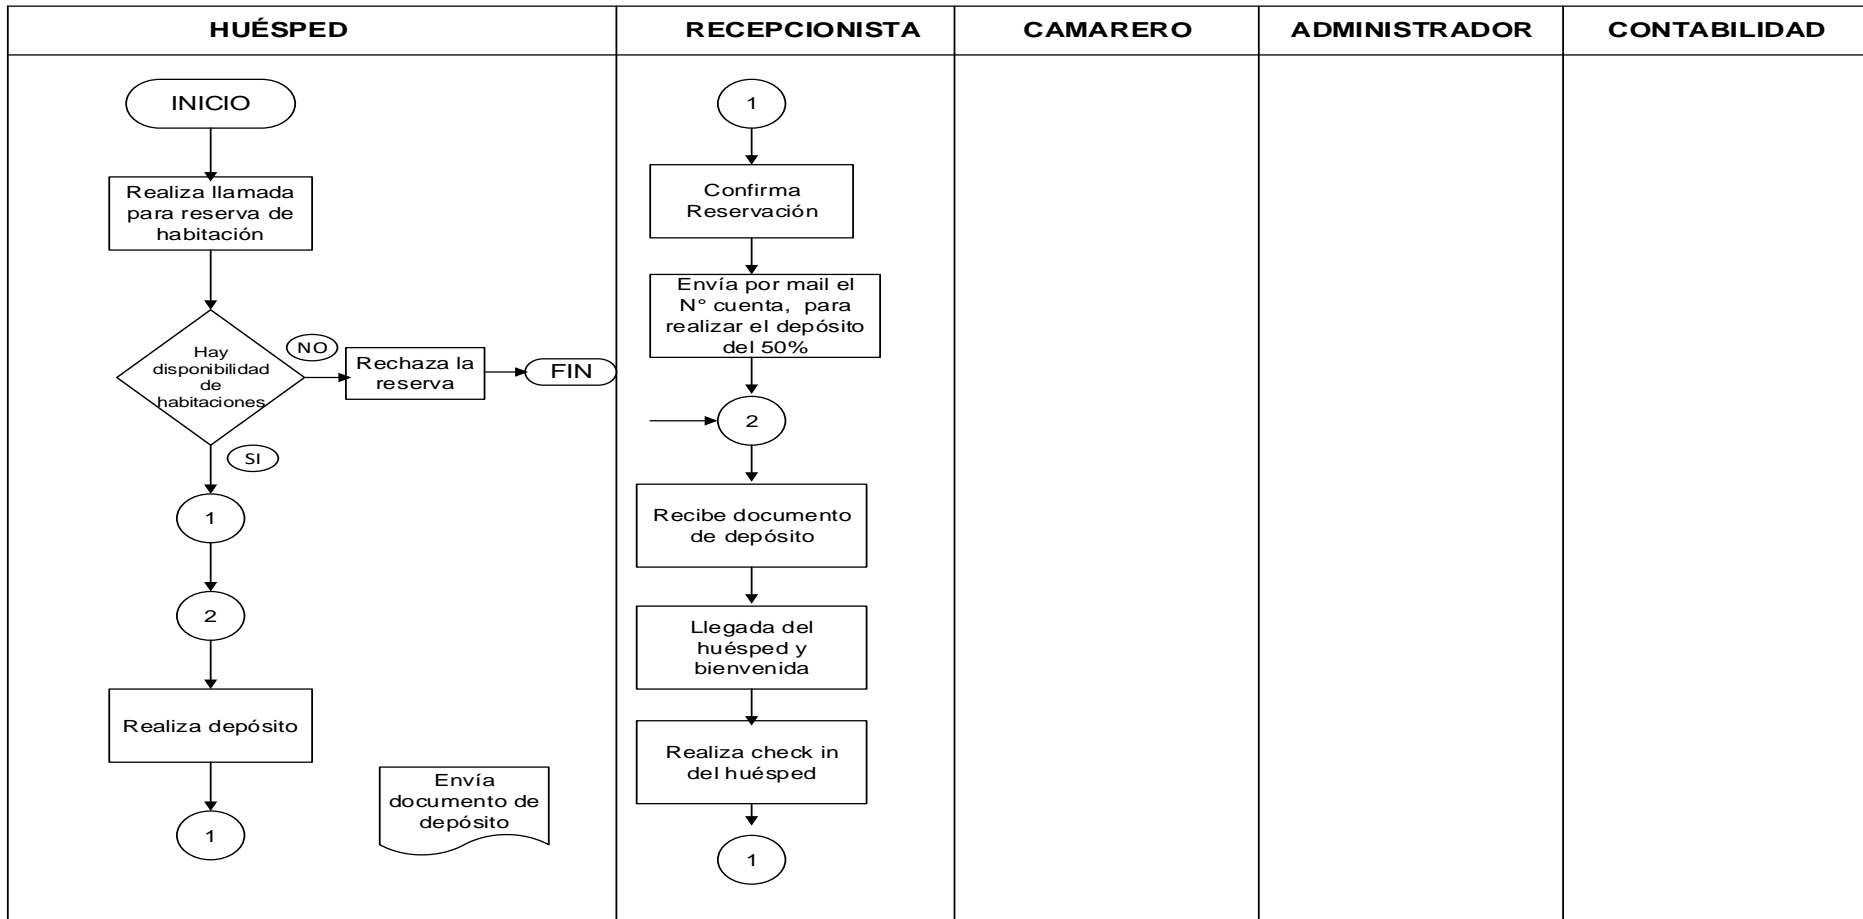 HUÉSPED
RECEPCIONISTA
CAMARERO
ADMINISTRADOR
CONTABILIDAD
INICIO
Realiza llamada
para reserva de
habitación
Hay
disponibilidad
de
habitaciones
NO
Rechaza la
reserva
FIN
SI
1
2
Realiza depósito
1
Envía
documento de
depósito
1
Confirma
Reservación
Envía por mail el
N° cuenta, para
realizar el depósito
del 50%
2
Recibe documento
de depósito
Llegada del
huésped y
bienvenida
Realiza check in
del huésped
1